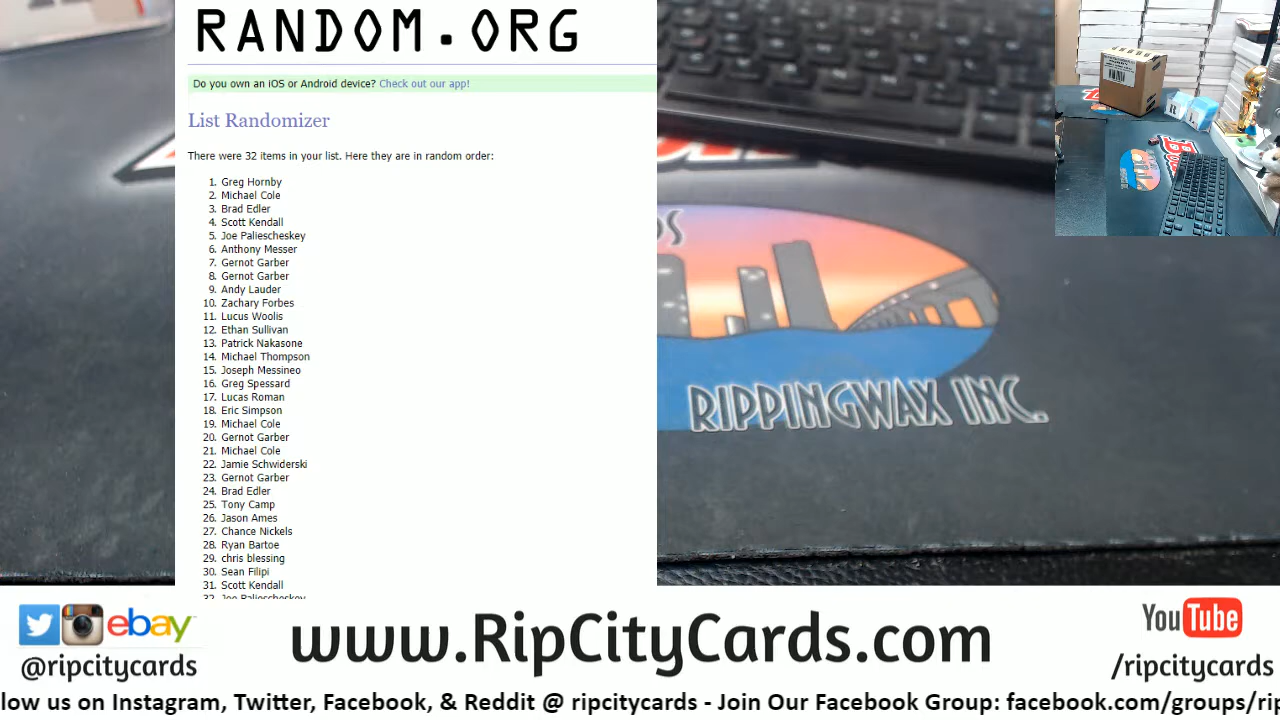 RANDOM.ORG
Do you own an iOS or Android device? Check out our app!
List Randomizer
There were 32 items in your list. Here they are in random order:
1. Greg Hornby
2. Michael Cole
3. Brad Edler
4. Scott Kendall
5. Joe Paliescheskey
6. Anthony Messer
7. Gernot Garber
8. Gernot Garber
9. Andy Lauder
10. Zachary Forbes
11. Lucus Woolis
12. Ethan Sullivan
13. Patrick Nakasone
14. Michael Thompson
15. Joseph Messineo
16. Greg Spessard
17. Lucas Roman
18. Eric Simpson
19. Michael Cole
20. Gernot Garber
21. Michael Cole
22. Jamie Schwiderski
23. Gernot Garber
24. Brad Edler
25. Tony Camp
26. Jason Ames
27. Chance Nickels
28. Ryan Bartoe
29. chris blessing
30. Sean Filipi
31. Scott Kendall
32. Joe Paliescheskey
RIPPINGWAX INC.
ebay
@ripcitycards
www.RipCityCards.com
YouTube
/ripcitycards
low us on Instagram, Twitter, Facebook, & Reddit @ ripcitycards - Join Our Facebook Group: facebook.com/groups/rip